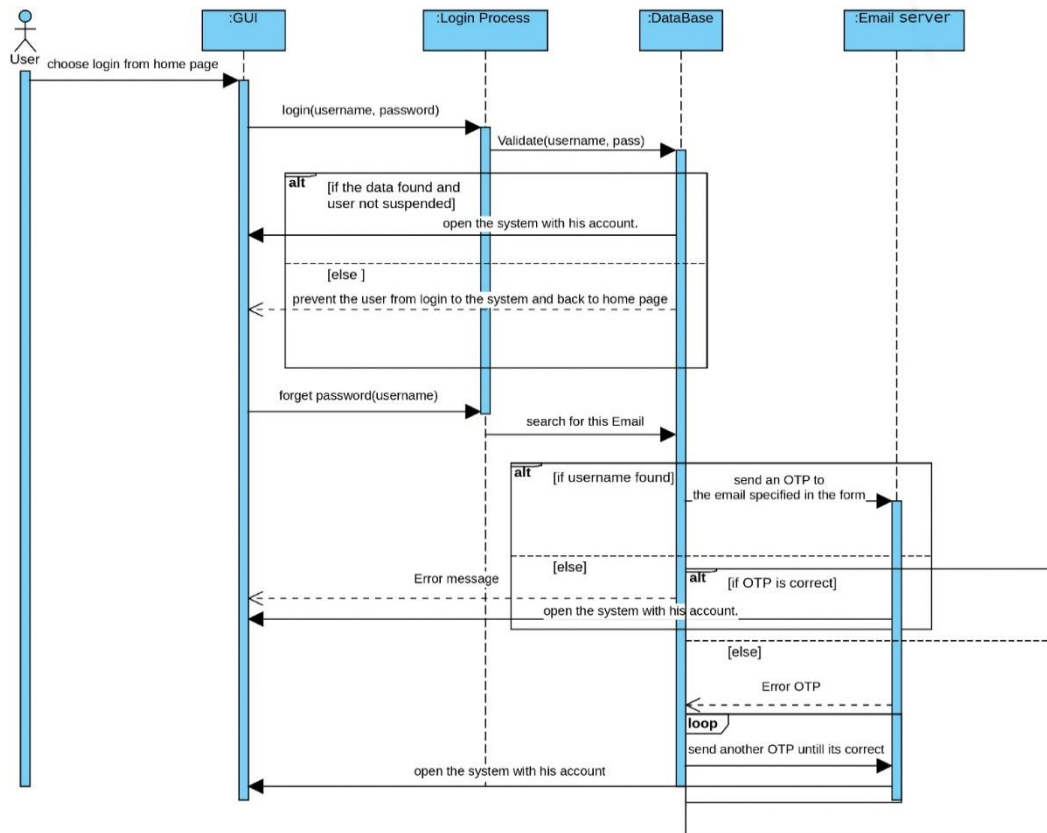 :GUI
:Login Process
:DataBase
:Email server
User
choose login from home page
login(username, password)
Validate(username, pass)
alt
[if the data found and
user not suspended]
open the system with his account.
[else ]
prevent the user from login to the system and back to home page
forget password(username)
search for this Email
alt
[if username found]
send an OTP to
the email specified in the form
[else]
alt
[if OTP is correct]
Error message
open the system with his account.
[else]
Error OTP
loop
send another OTP untill its correct
open the system with his account